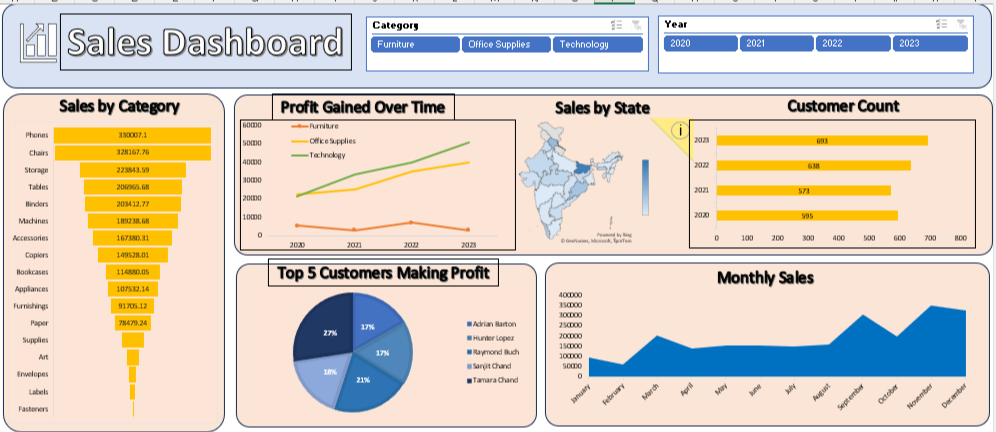 Sales Dashboard
Category
Furniture
Office Supplies
Technology
Year
2020
2021
2022
2023
Sales by Category
Phones 330007.1
Chairs 328167.76
Storage 223843.59
Tables 206965.68
Binders 203412.77
Machines 189238.68
Accessories 167380.31
Copiers 149528.01
Bookcases 114880.05
Appliances 107532.14
Furnishings 91705.12
Paper 78479.24
Supplies
Art
Envelopes
Labels
Fasteners
Profit Gained Over Time
60000
50000
40000
30000
20000
10000
0
Furniture
Office Supplies
Technology
2020 2021 2022 2023
Sales by State
i
Powered by Bing
© GeoNames, Microsoft, TomTom
Customer Count
2023 693
2022 638
2021 573
2020 595
0 100 200 300 400 500 600 700 800
Top 5 Customers Making Profit
27%
17%
17%
18%
21%
Adrian Barton
Hunter Lopez
Raymond Buch
Sanjit Chand
Tamara Chand
Monthly Sales
400000
350000
300000
250000
200000
150000
100000
50000
0
January February March April May June July August September October November December